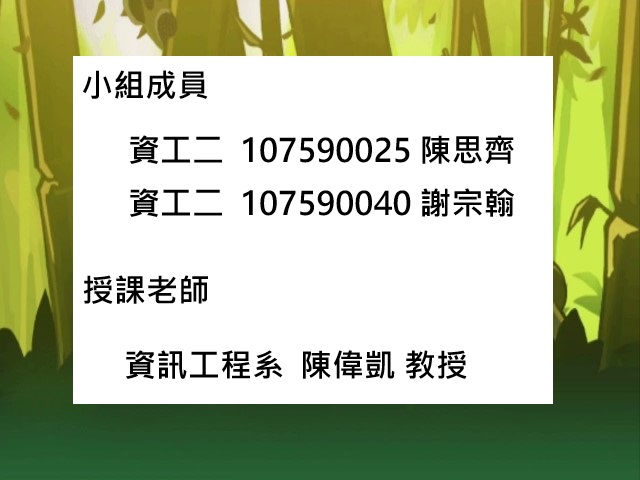 小組成員
資工二 107590025 陳思齊
資工二 107590040 謝宗翰
授課老師
資訊工程系 陳偉凱 教授